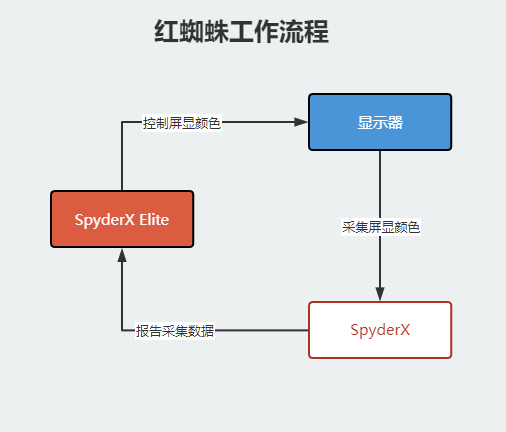 红蜘蛛工作流程
控制屏显颜色
显示器
SpyderX Elite
采集屏显颜色
报告采集数据
SpyderX